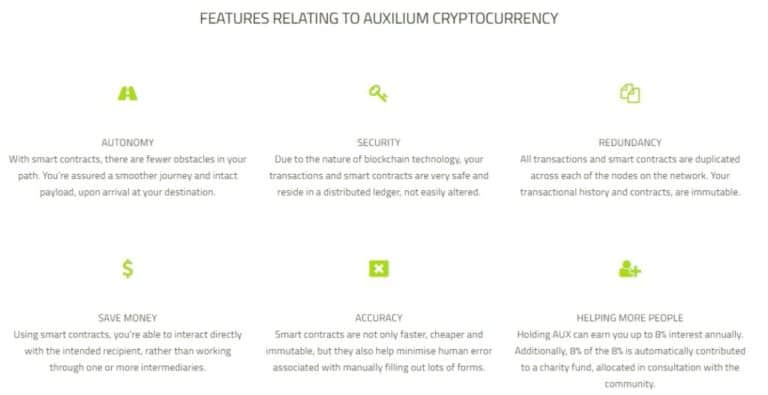 FEATURES RELATING TO AUXILIUM CRYPTOCURRENCY
AUTONOMY
With smart contracts, there are fewer obstacles in your
path. You're assured a smoother journey and intact
payload, upon arrival at your destination.
SECURITY
Due to the nature of blockchain technology, your
transactions and smart contracts are very safe and
reside in a distributed ledger, not easily altered.
REDUNDANCY
All transactions and smart contracts are duplicated
across each of the nodes on the network. Your
transactional history and contracts, are immutable.
SAVE MONEY
Using smart contracts, you're able to interact directly
with the intended recipient, rather than working
through one or more intermediaries.
ACCURACY
Smart contracts are not only faster, cheaper and
immutable, but they also help minimise human error
associated with manually filling out lots of forms.
HELPING MORE PEOPLE
Holding AUX can earn you up to 8% interest annually.
Additionally, 8% of the 8% is automatically contributed
to a charity fund, allocated in consultation with the
community.